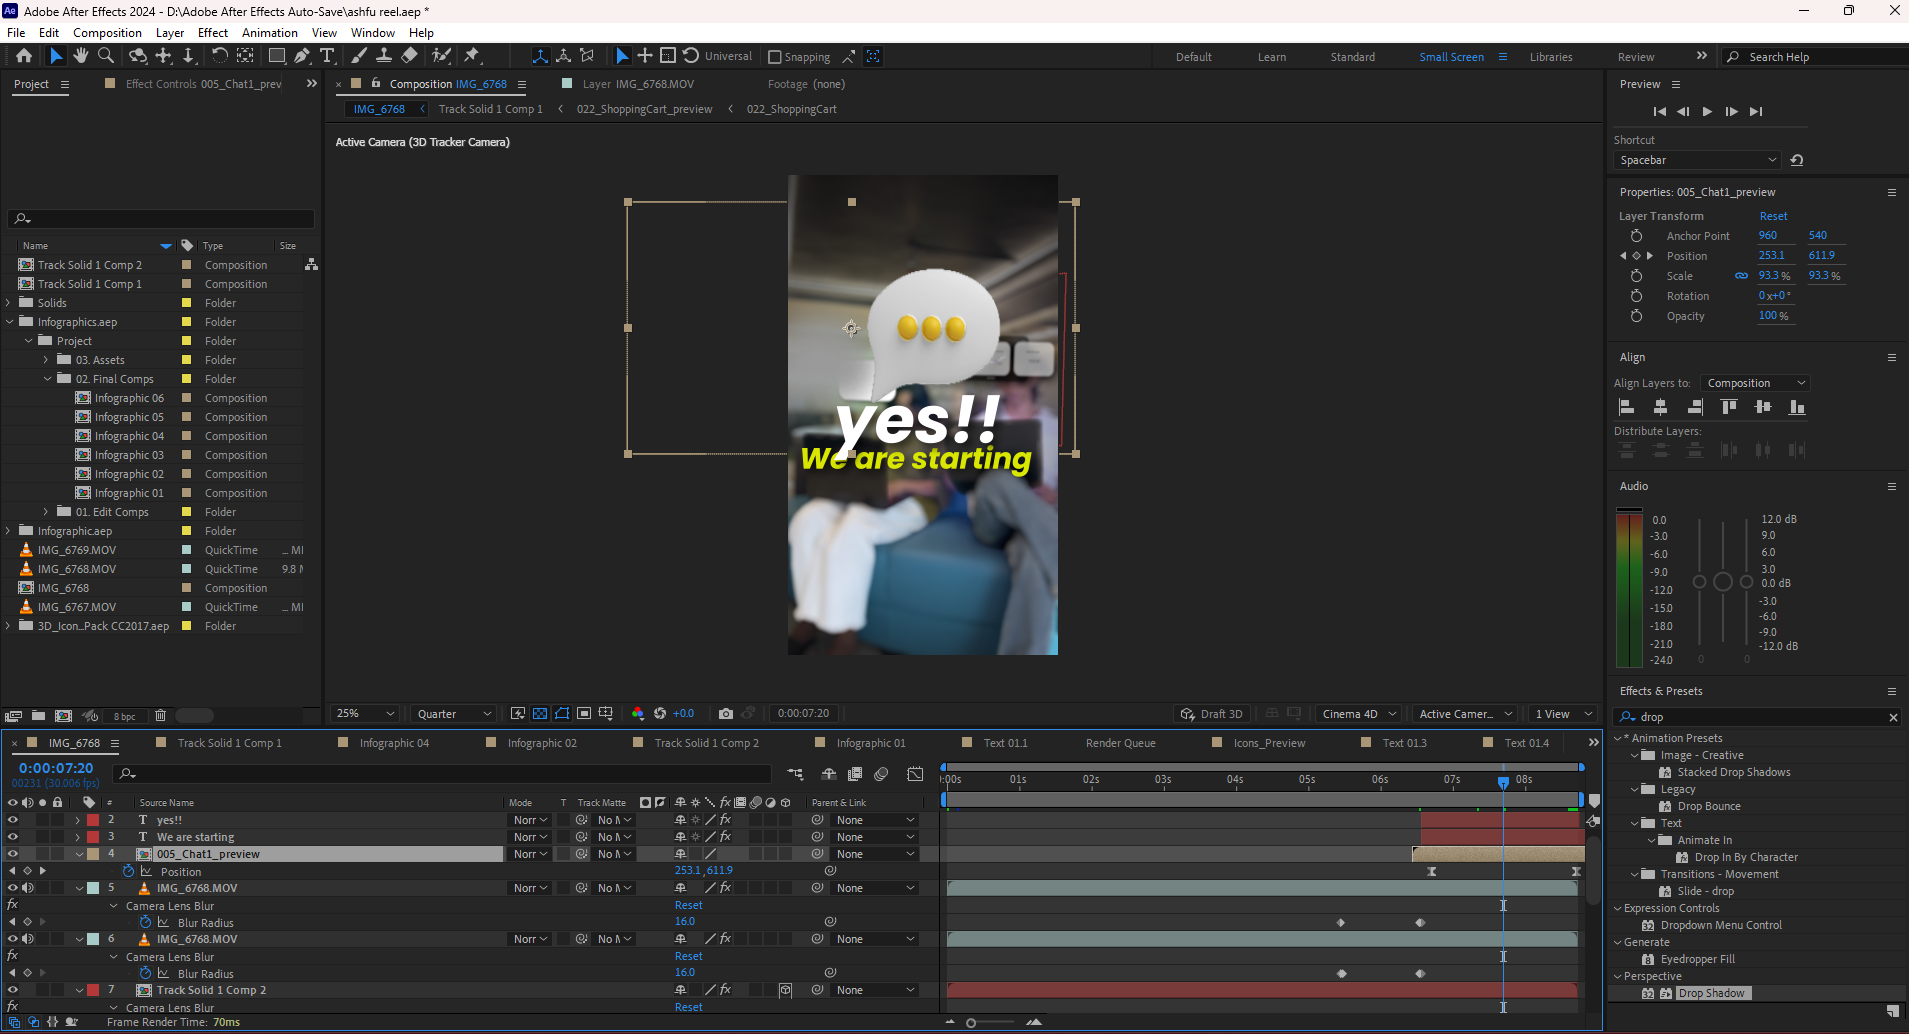 Adobe After Effects 2024 - D:\Adobe After Effects Auto-Save\ashfu reel.aep *
File Edit Composition Layer Effect Animation View Window Help
Universal Snapping Default Learn Standard Small Screen Libraries Review Search Help
Project Effect Controls 005_Chat1_prev
Composition IMG_6768 Layer IMG_6768.MOV Footage (none)
IMG_6768 Track Solid 1 Comp 1 022_ShoppingCart_preview 022_ShoppingCart
Active Camera (3D Tracker Camera)
yes!!
We are starting
Name Type Size
Track Solid 1 Comp 2 Composition
Track Solid 1 Comp 1 Composition
Solids Folder
Infographics.aep Folder
Project Folder
03. Assets Folder
02. Final Comps Folder
Infographic 06 Composition
Infographic 05 Composition
Infographic 04 Composition
Infographic 03 Composition
Infographic 02 Composition
Infographic 01 Composition
01. Edit Comps Folder
Infographic.aep Folder
IMG_6769.MOV QuickTime ... MI
IMG_6768.MOV QuickTime 9.8 M
IMG_6768 Composition
IMG_6767.MOV QuickTime ... MI
3D_Icon_Pack CC2017.aep Folder
8 bpc
25% Quarter +0.0 0:00:07:20 Draft 3D Cinema 4D Active Camer... 1 View
Preview
Shortcut
Spacebar
Properties: 005_Chat1_preview
Layer Transform Reset
Anchor Point 960 540
Position 253.1 611.9
Scale 93.3 % 93.3 %
Rotation 0x+0°
Opacity 100 %
Align
Align Layers to: Composition
Distribute Layers:
Audio
0.0 12.0 dB
-3.0 9.0
-6.0 6.0
-9.0 3.0
-12.0 0.0 dB
-15.0 -3.0
-18.0 -6.0
-21.0 -9.0
-24.0 -12.0 dB
0 0
Effects & Presets
drop
* Animation Presets
Image - Creative
Stacked Drop Shadows
Legacy
Drop Bounce
Text
Animate In
Drop In By Character
Transitions - Movement
Slide - drop
Expression Controls
Dropdown Menu Control
Generate
Eyedropper Fill
Perspective
Drop Shadow
IMG_6768 Track Solid 1 Comp 1 Infographic 04 Infographic 02 Track Solid 1 Comp 2 Infographic 01 Text 01.1 Render Queue Icons_Preview Text 01.3 Text 01.4
0:00:07:20
00231 (30.006 fps)
):00s 01s 02s 03s 04s 05s 06s 07s 08s
# Source Name Mode T Track Matte fx Parent & Link
2 T yes!! Norr No M fx None
3 T We are starting Norr No M fx None
4 005_Chat1_preview Norr No M None
Position 253.1 , 611.9
5 IMG_6768.MOV Norr No M fx None
fx Camera Lens Blur Reset
Blur Radius 16.0
6 IMG_6768.MOV Norr No M fx None
fx Camera Lens Blur Reset
Blur Radius 16.0
7 Track Solid 1 Comp 2 fx None
fx Camera Lens Blur Reset
Frame Render Time: 70ms